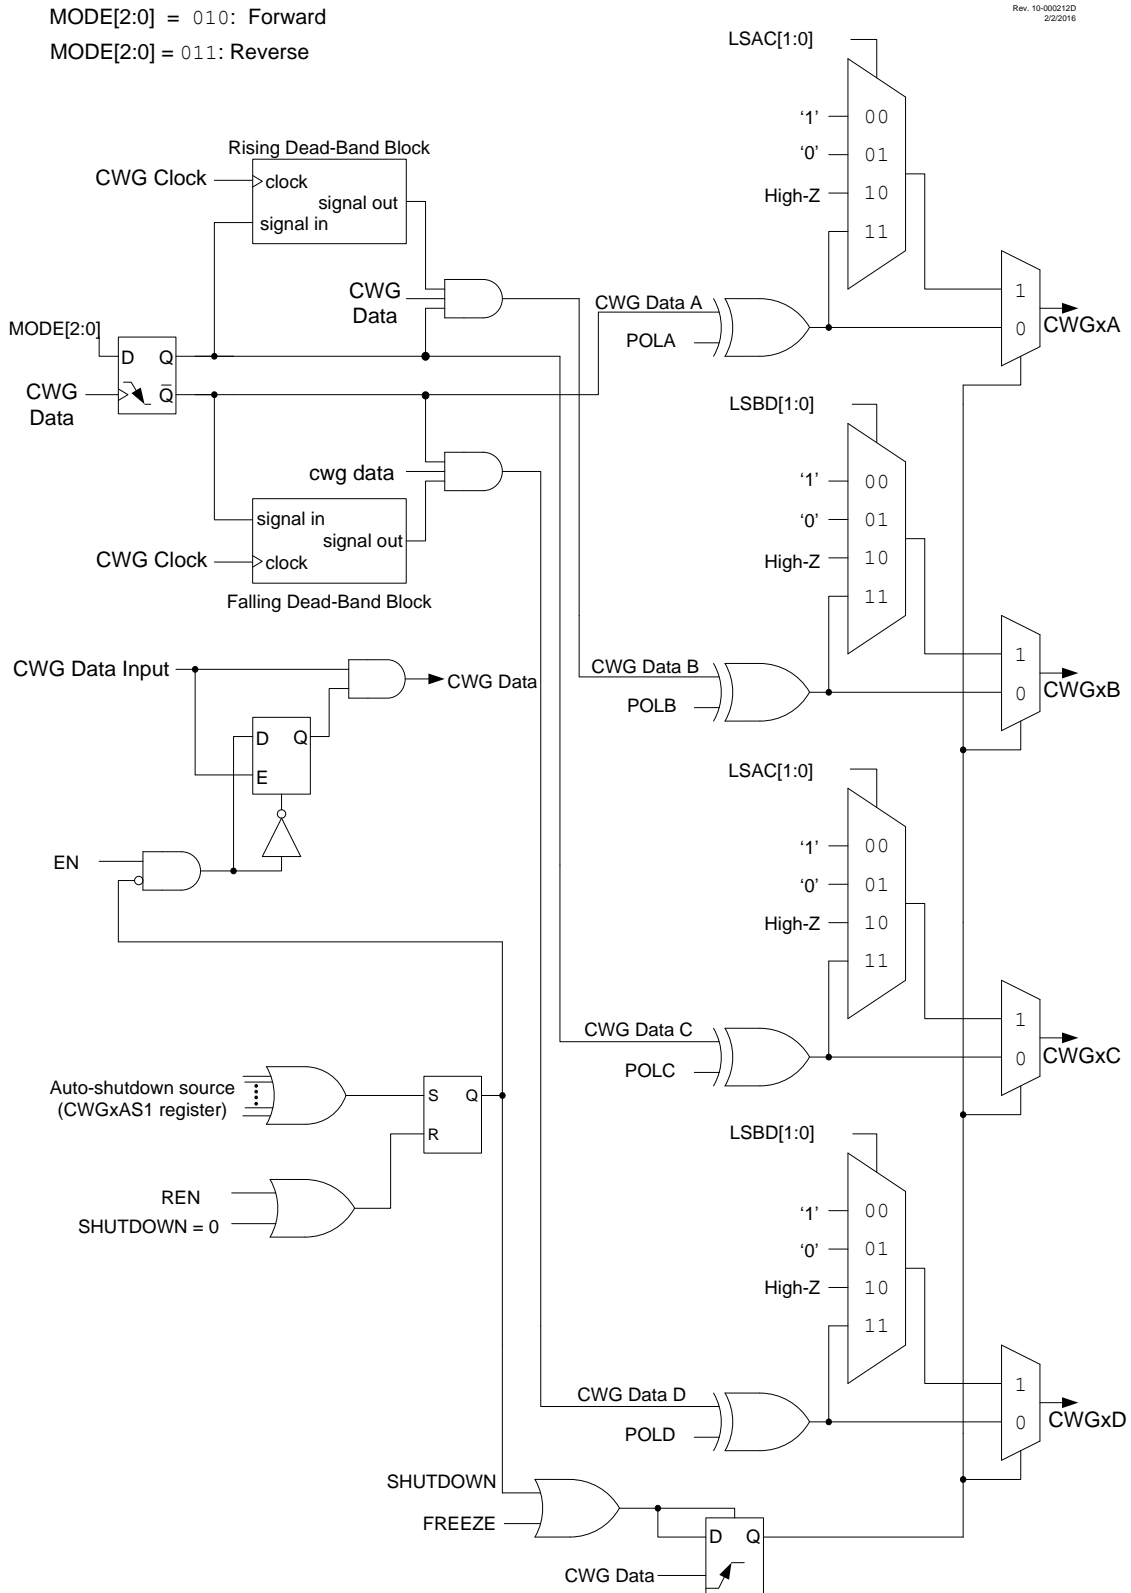 MODE[2:0] = 010: Forward
MODE[2:0] = 011: Reverse
Rev. 10-000212D
2/2/2016
LSAC[1:0]
'1'
00
'0'
01
High-Z
10
11
1
0
CWGxA
Rising Dead-Band Block
CWG Clock
clock
signal out
signal in
CWG
Data
CWG Data A
POLA
MODE[2:0]
D
Q
Q
CWG
Data
cwg data
signal in
signal out
CWG Clock
clock
Falling Dead-Band Block
LSBD[1:0]
'1'
00
'0'
01
High-Z
10
11
1
0
CWGxB
CWG Data B
POLB
CWG Data Input
CWG Data
D
Q
E
EN
LSAC[1:0]
'1'
00
'0'
01
High-Z
10
11
1
0
CWGxC
CWG Data C
POLC
Auto-shutdown source
(CWGxAS1 register)
S
Q
R
REN
SHUTDOWN = 0
LSBD[1:0]
'1'
00
'0'
01
High-Z
10
11
1
0
CWGxD
CWG Data D
POLD
SHUTDOWN
FREEZE
D
Q
CWG Data